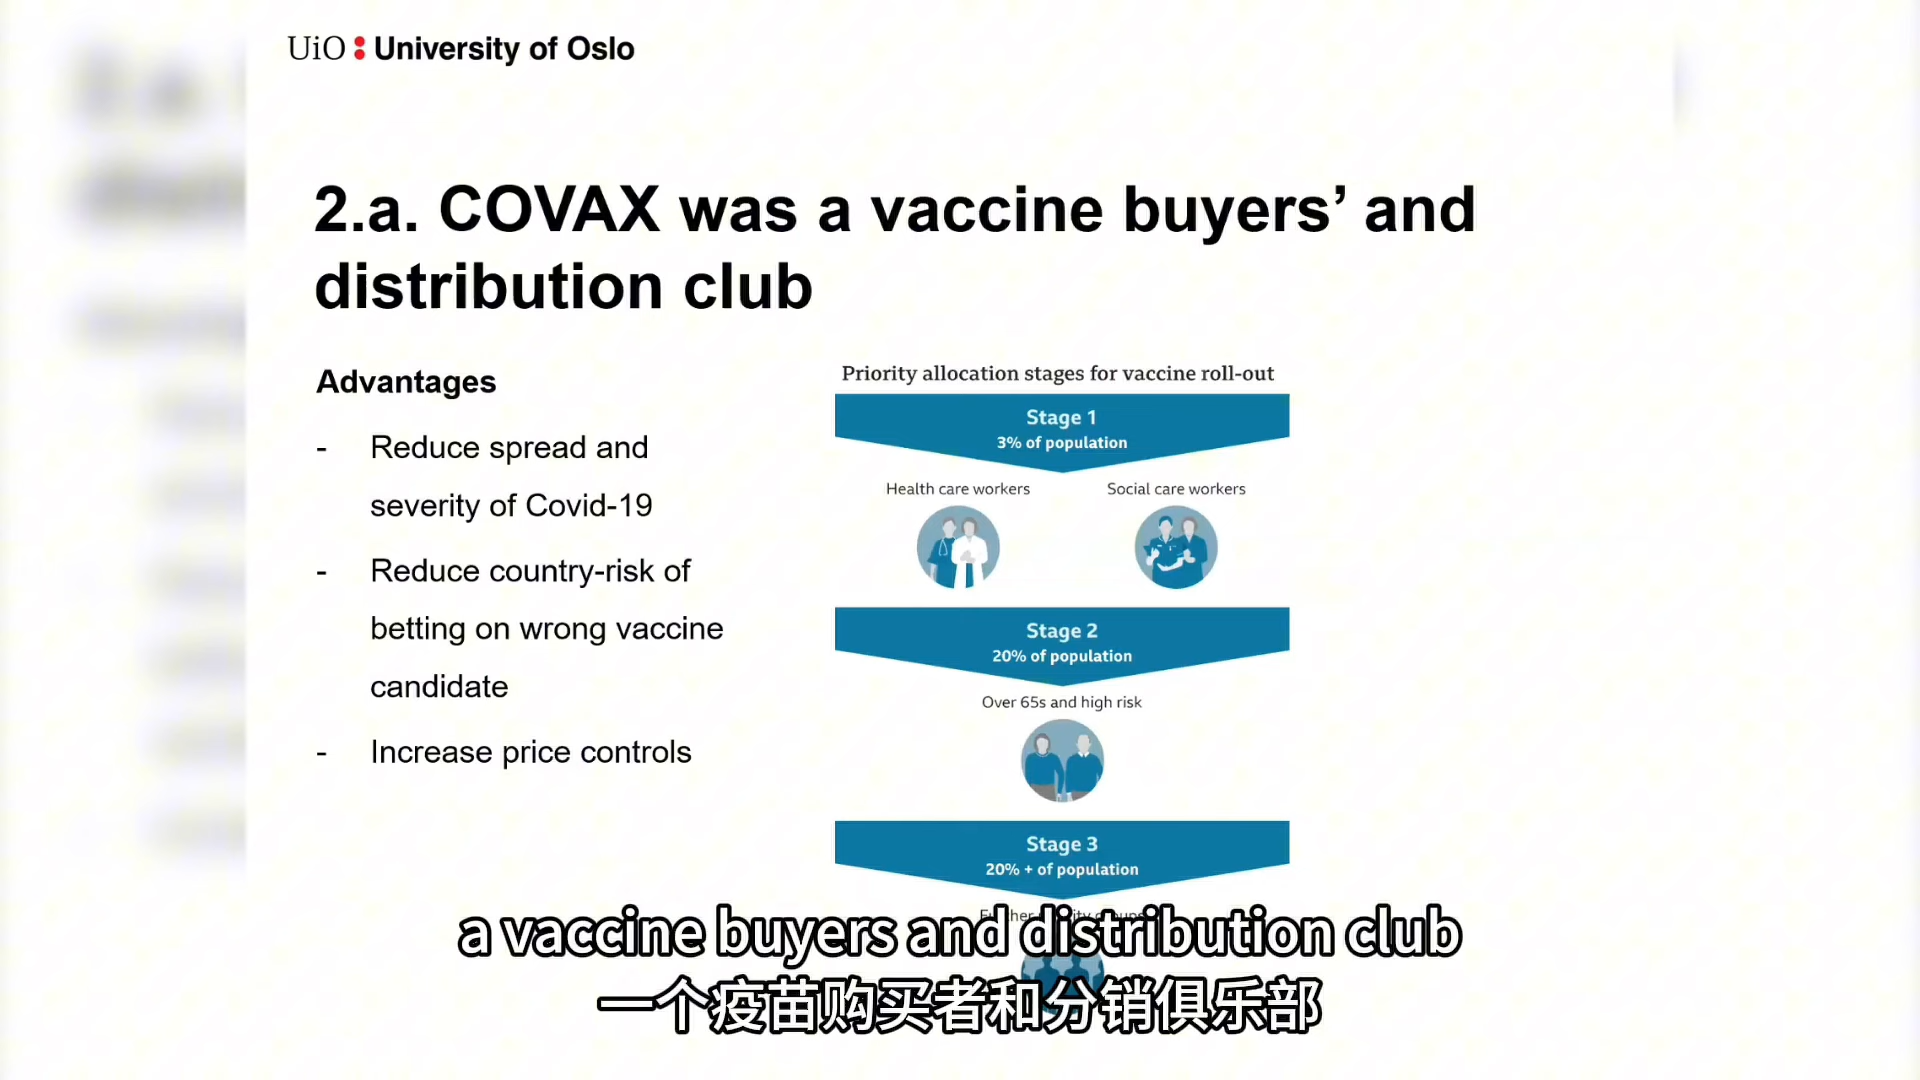 UiO : University of Oslo
2.a. COVAX was a vaccine buyers’ and
distribution club
Advantages
- Reduce spread and
severity of Covid-19
- Reduce country-risk of
betting on wrong vaccine
candidate
- Increase price controls
Priority allocation stages for vaccine roll-out
Stage 1
3% of population
Health care workers
Social care workers
Stage 2
20% of population
Over 65s and high risk
Stage 3
20% + of population
a vaccine buyers and distribution club
一个疫苗购买者和分销俱乐部